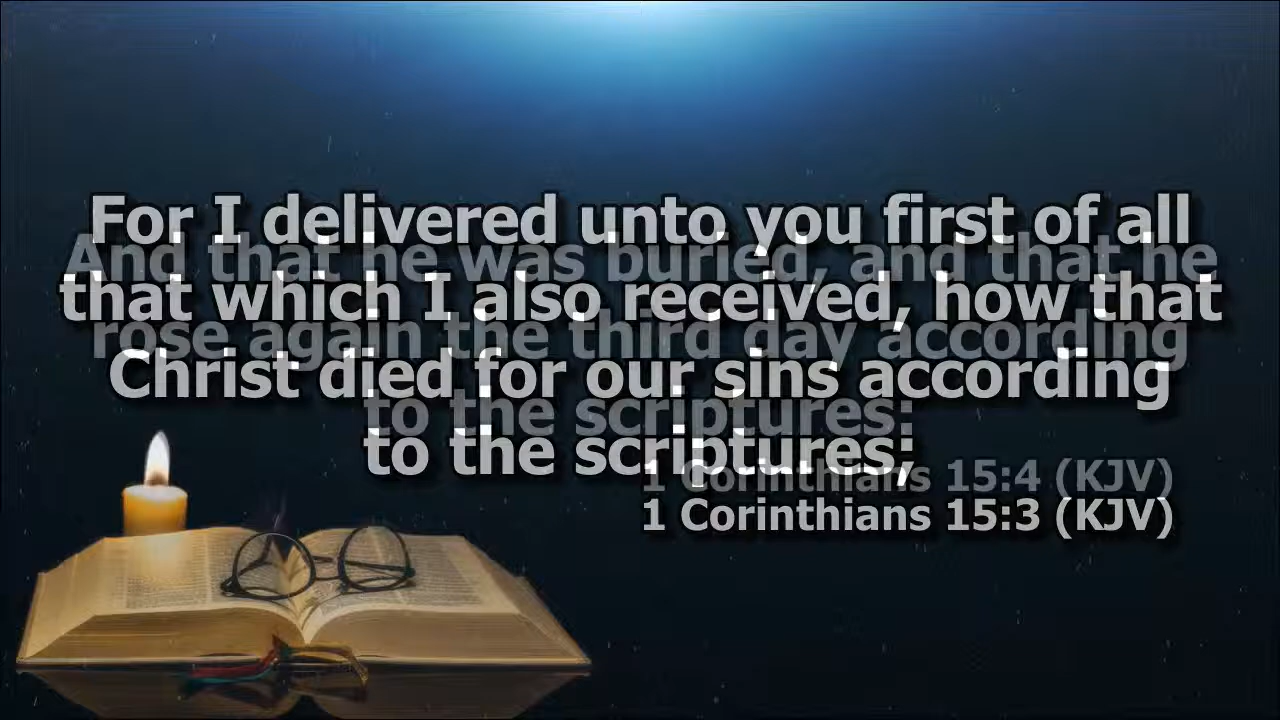 For I delivered unto you first of all
that which I also received, how that
Christ died for our sins according
to the scriptures;
1 Corinthians 15:3 (KJV)
And that he was buried, and that he
rose again the third day according
to the scriptures:
1 Corinthians 15:4 (KJV)